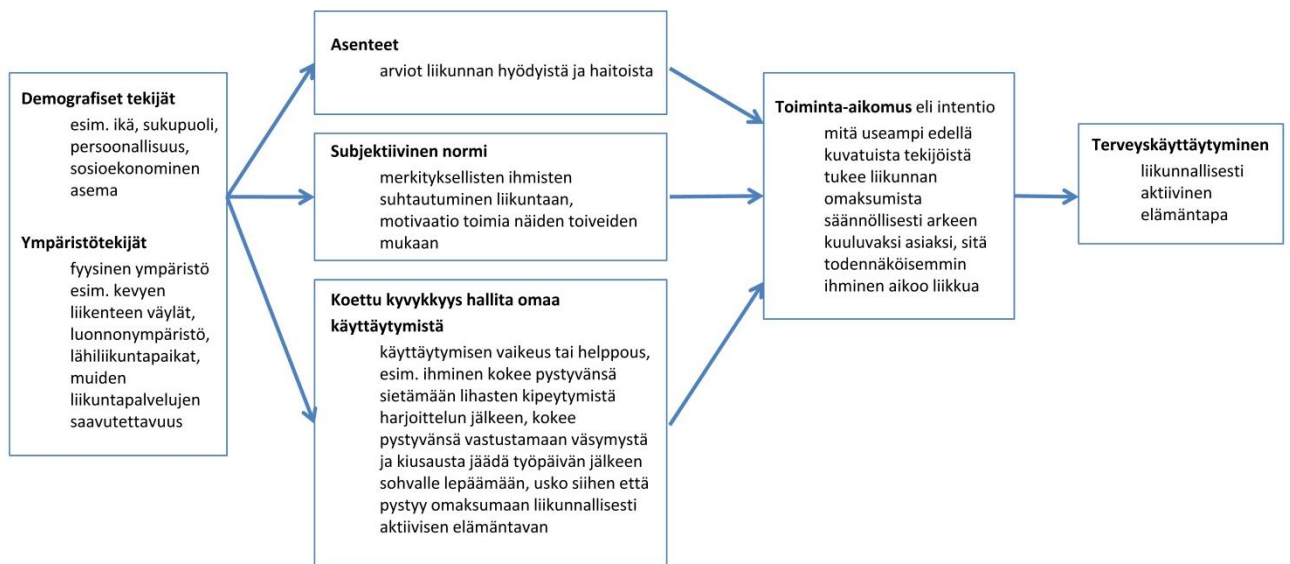 Demografiset tekijät
esim. ikä, sukupuoli,
persoonallisuus,
sosioekonominen
asema
Ympäristötekijät
fyysinen ympäristö
esim. kevyen
liikenteen väylät,
luonnonympäristö,
lähiliikuntapaikat,
muiden
liikuntapalvelujen
saavutettavuus
Asenteet
arviot liikunnan hyödyistä ja haitoista
Subjektiivinen normi
merkityksellisten ihmisten
suhtautuminen liikuntaan,
motivaatio toimia näiden toiveiden
mukaan
Koettu kyvykkyys hallita omaa
käyttäytymistä
käyttäytymisen vaikeus tai helppous,
esim. ihminen kokee pystyvänsä
sietämään lihasten kipeytymistä
harjoittelun jälkeen, kokee
pystyvänsä vastustamaan väsymystä
ja kiusausta jäädä työpäivän jälkeen
sohvalle lepäämään, usko siihen että
pystyy omaksumaan liikunnallisesti
aktiivisen elämäntavan
Toiminta-aikomus eli intentio
mitä useampi edellä
kuvatuista tekijöistä
tukee liikunnan
omaksumista
säännöllisesti arkeen
kuuluvaksi asiaksi, sitä
todennäköisemmin
ihminen aikoo liikkua
Terveyskäyttäytyminen
liikunnallisesti
aktiivinen
elämäntapa